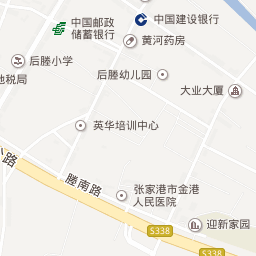 中国邮政
储蓄银行
中国建设银行
黄河药房
后塍小学
后塍幼儿园
地税局
大业大厦
英华培训中心
路
塍南路
张家港市金港
人民医院
S338
迎新家园
S338